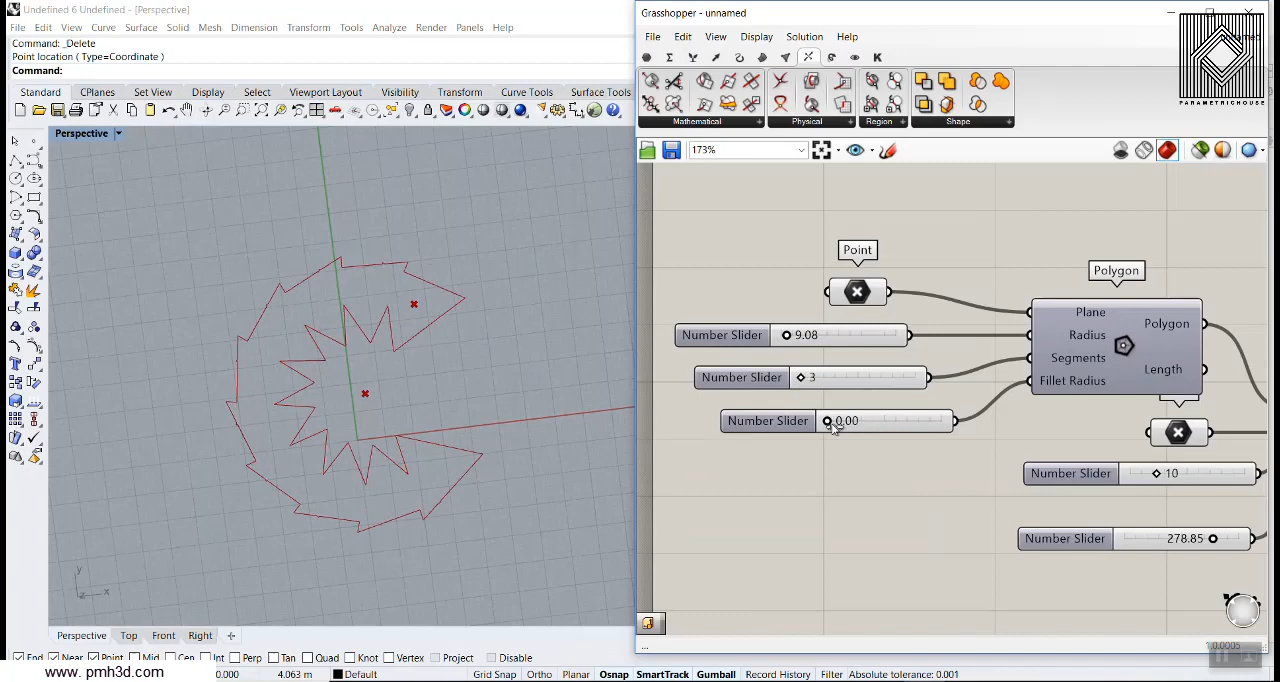 Undefined 6 Undefined - [Perspective]
File Edit View Curve Surface Solid Mesh Dimension Transform Tools Analyze Render Panels Help
Command: _Delete
Point location ( Type=Coordinate )
Command:
Standard CPlanes Set View Display Select Viewport Layout Visibility Transform Curve Tools Surface Tools
Perspective
y
z x
Perspective Top Front Right
End Near Point Mid Cen Int Perp Tan Quad Knot Vertex Project Disable
www. pmh3d.com
0.000 4.063 m Default Grid Snap Ortho Planar Osnap SmartTrack Gumball Record History Filter Absolute tolerance: 0.001
Grasshopper - unnamed
File Edit View Display Solution Help
PARAMETRICHOUSE
Mathematical Physical Region Shape
173%
Point
Polygon
Plane
Radius
Segments
Fillet Radius
Polygon
Length
Number Slider 9.08
Number Slider 3
Number Slider 0.00
Number Slider 10
Number Slider 278.85
...
1.0.0005